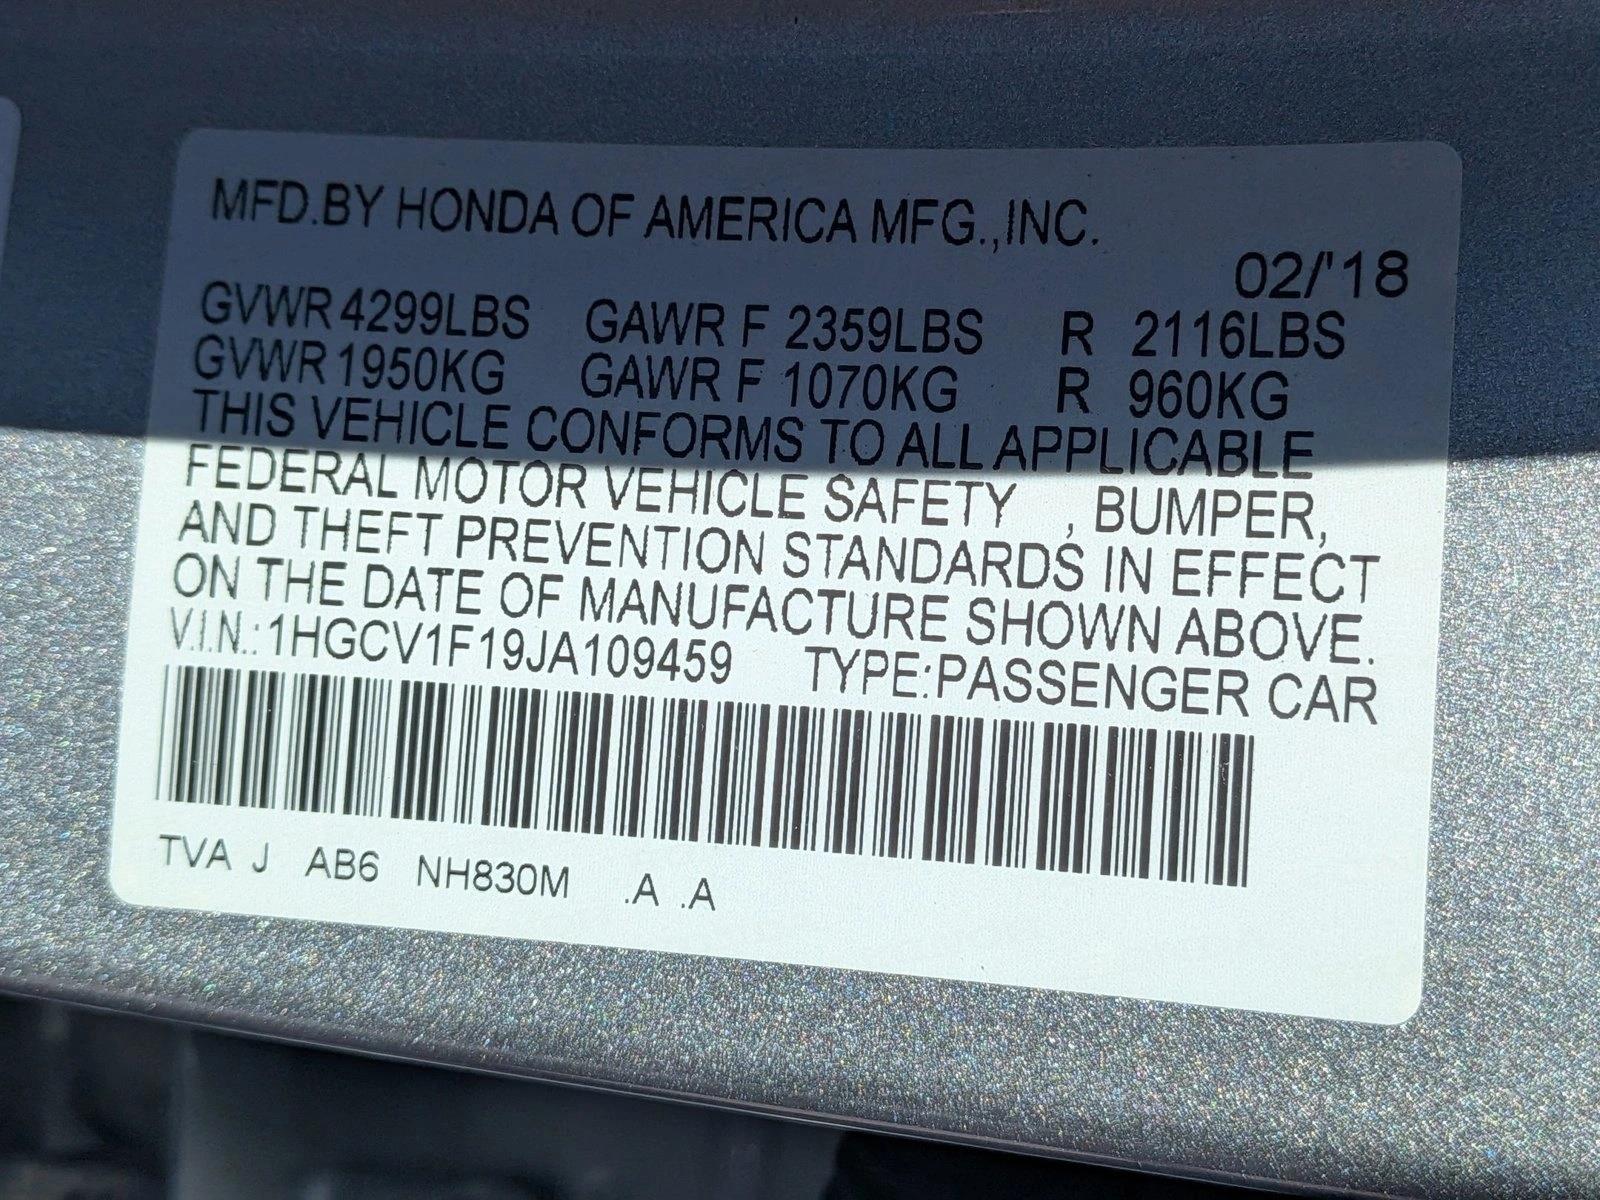 MFD.BY HONDA OF AMERICA MFG.,INC.
02/'18
GVWR 4299LBS GAWR F 2359LBS R 2116LBS
GVWR 1950KG GAWR F 1070KG R 960KG
THIS VEHICLE CONFORMS TO ALL APPLICABLE
FEDERAL MOTOR VEHICLE SAFETY , BUMPER,
AND THEFT PREVENTION STANDARDS IN EFFECT
ON THE DATE OF MANUFACTURE SHOWN ABOVE.
V.I.N.: 1HGCV1F19JA109459 TYPE:PASSENGER CAR
TVA J AB6 NH830M .A .A